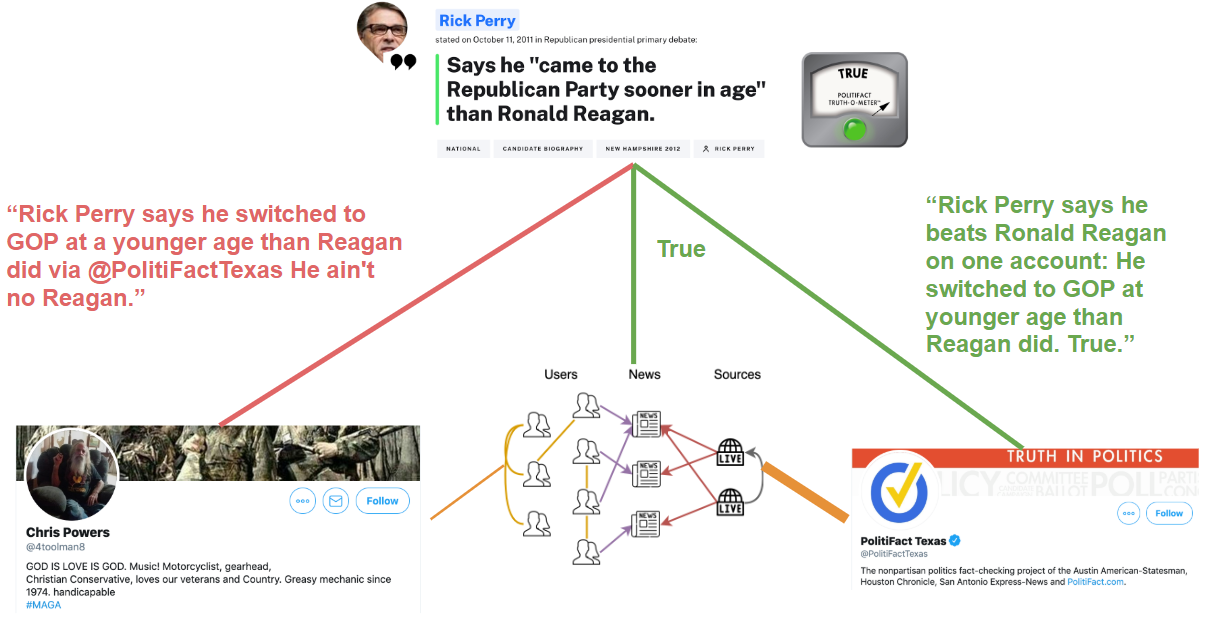 Rick Perry
stated on October 11, 2011 in Republican presidential primary debate:
Says he "came to the
Republican Party sooner in age"
than Ronald Reagan.
NATIONAL
CANDIDATE BIOGRAPHY
NEW HAMPSHIRE 2012
RICK PERRY
TRUE
POLITIFACT
TRUTH-O-METER™
“Rick Perry says he switched to
GOP at a younger age than Reagan
did via @PolitiFactTexas He ain't
no Reagan.”
True
“Rick Perry says he
beats Ronald Reagan
on one account: He
switched to GOP at
younger age than
Reagan did. True.”
Users
News
Sources
NEWS
NEWS
NEWS
LIVE
LIVE
Follow
Chris Powers
@4toolman8
GOD IS LOVE IS GOD. Music! Motorcyclist, gearhead,
Christian Conservative, loves our veterans and Country. Greasy mechanic since
1974. handicapable
#MAGA
TRUTH IN POLITICS
LICY
COMMITTEE
BALLOT
POLL
PARTI
CON
Follow
PolitiFact Texas
@PolitiFactTexas
The nonpartisan politics fact-checking project of the Austin American-Statesman,
Houston Chronicle, San Antonio Express-News and PolitiFact.com.